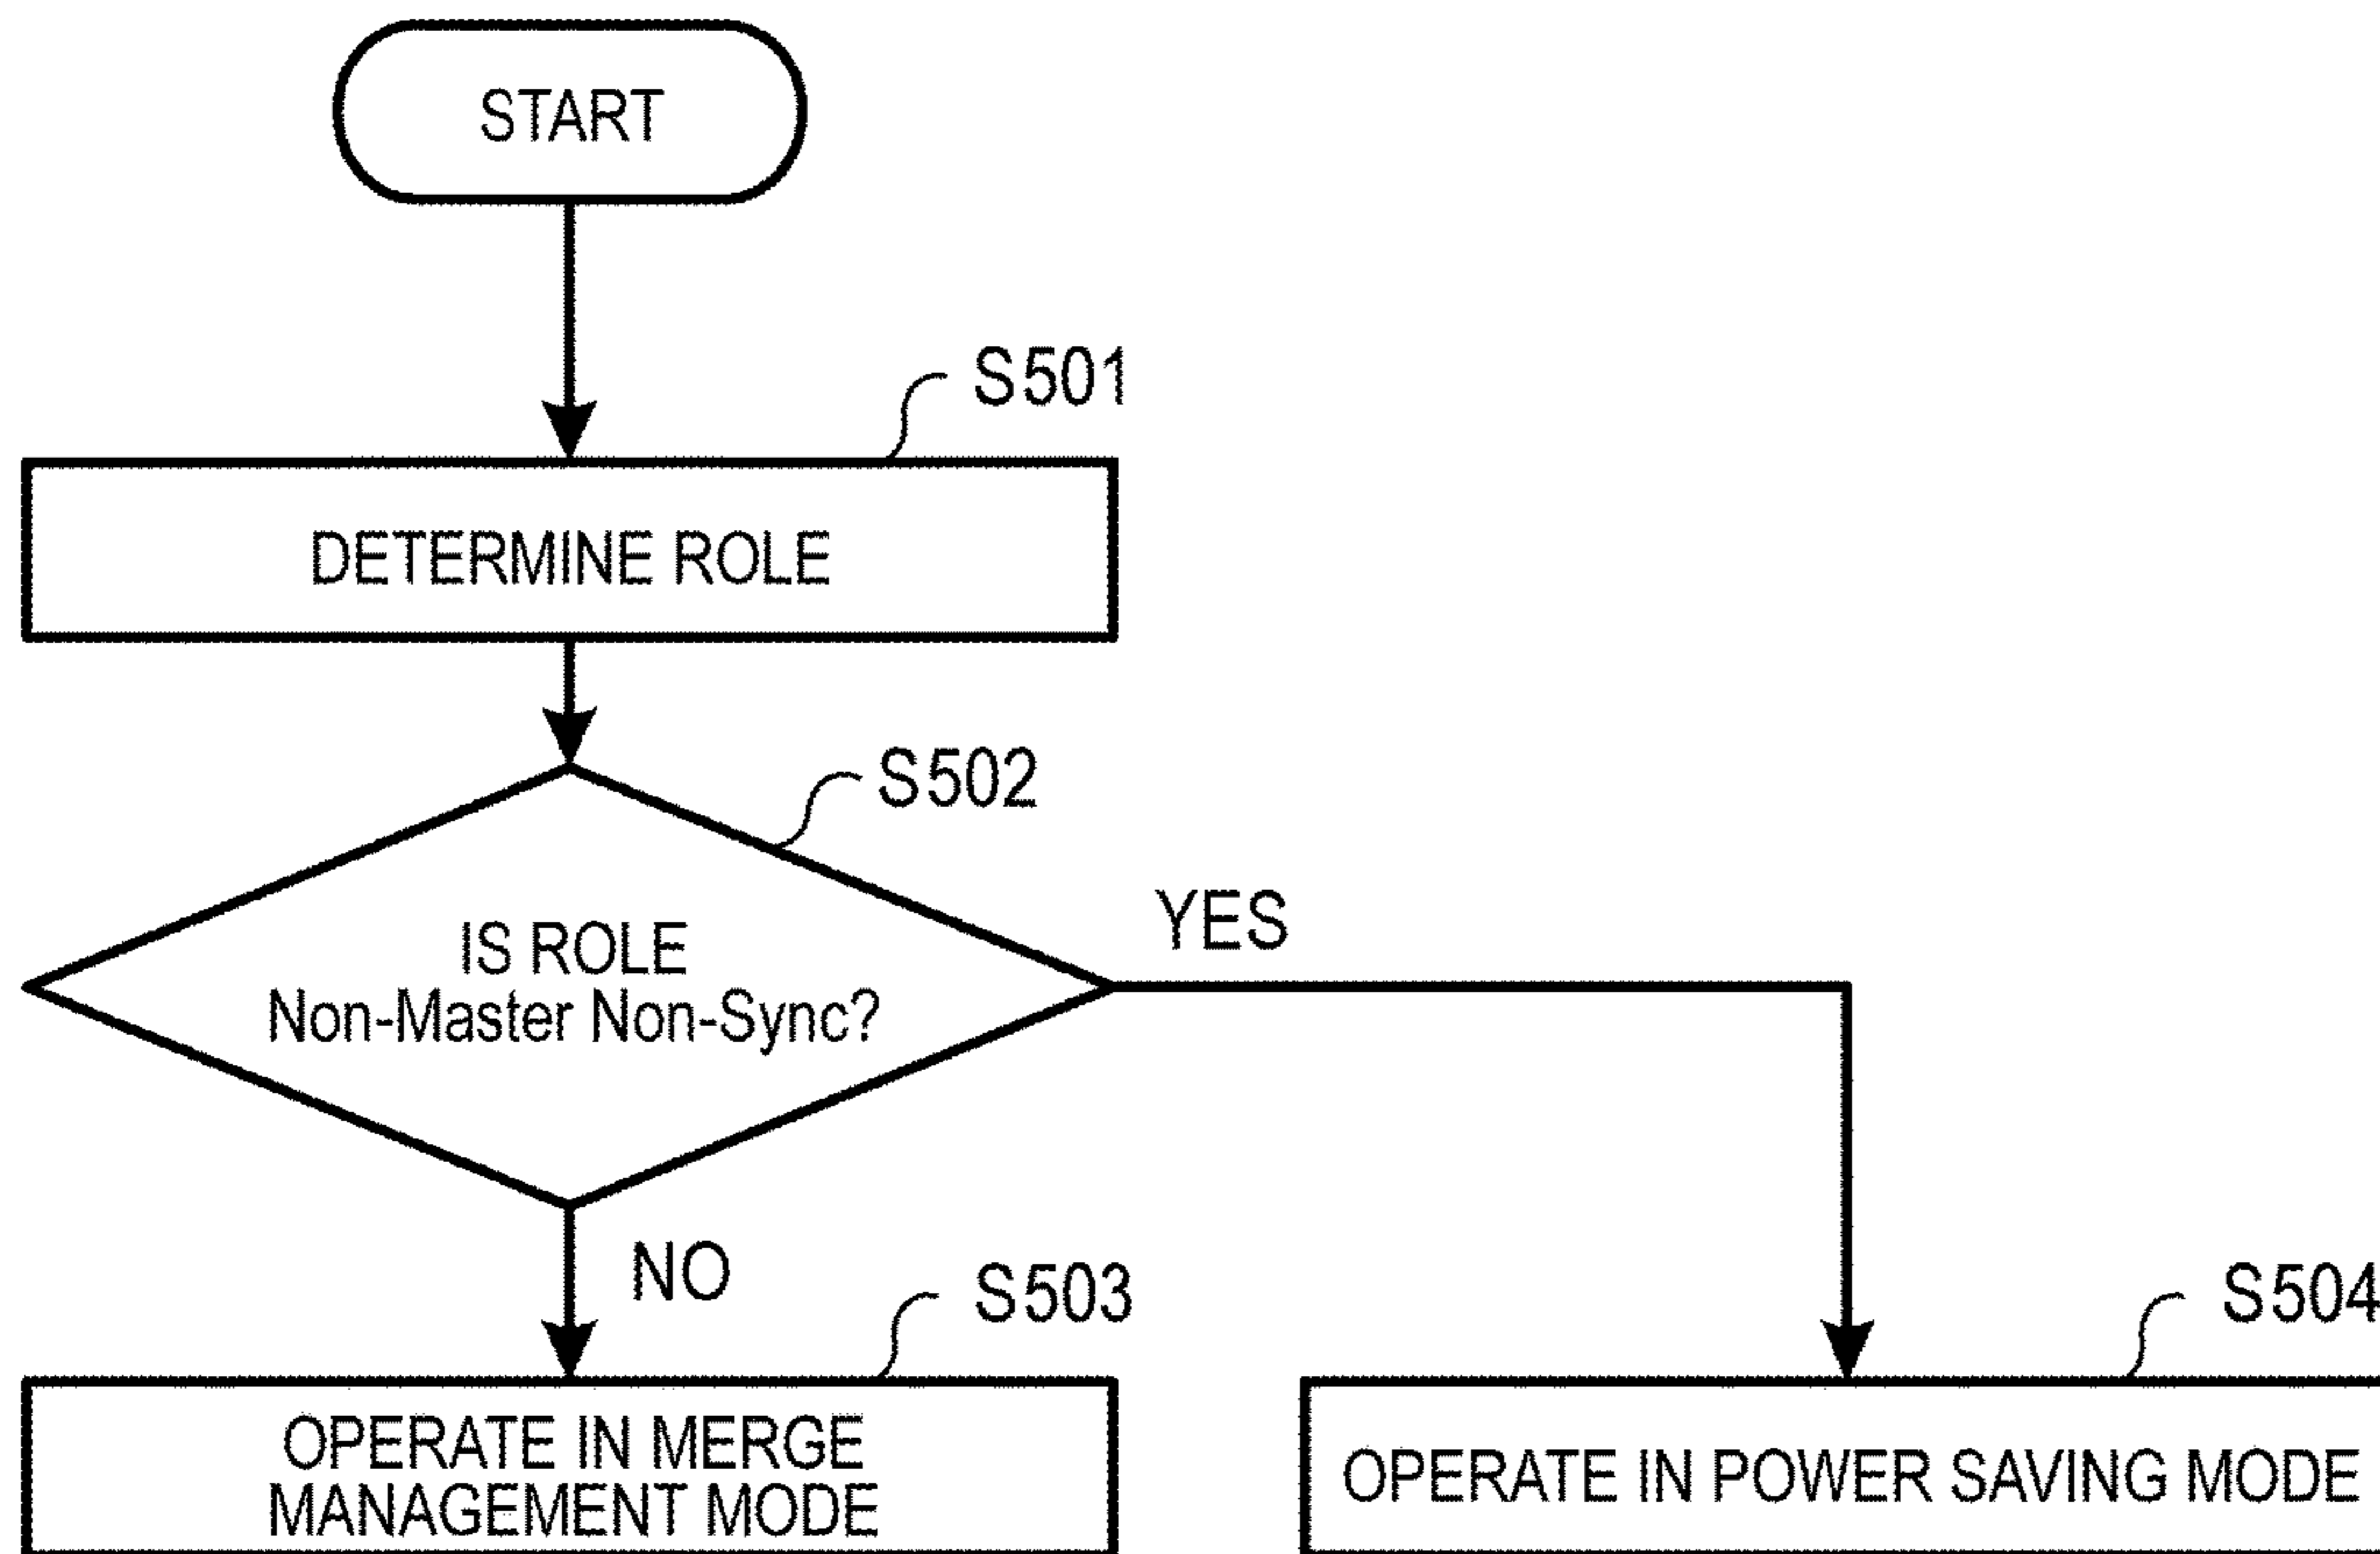 START
S501
DETERMINE ROLE
S502
IS ROLE
Non-Master Non-Sync?
YES
NO
S503
OPERATE IN MERGE
MANAGEMENT MODE
S504
OPERATE IN POWER SAVING MODE